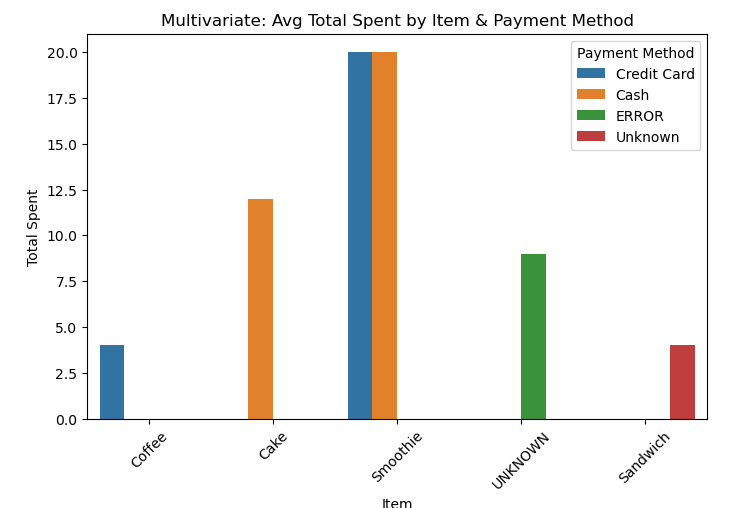 Multivariate: Avg Total Spent by Item & Payment Method
Payment Method
Credit Card
Cash
ERROR
Unknown
Total Spent
20.0
17.5
15.0
12.5
10.0
7.5
5.0
2.5
0.0
Coffee
Cake
Smoothie
UNKNOWN
Sandwich
Item